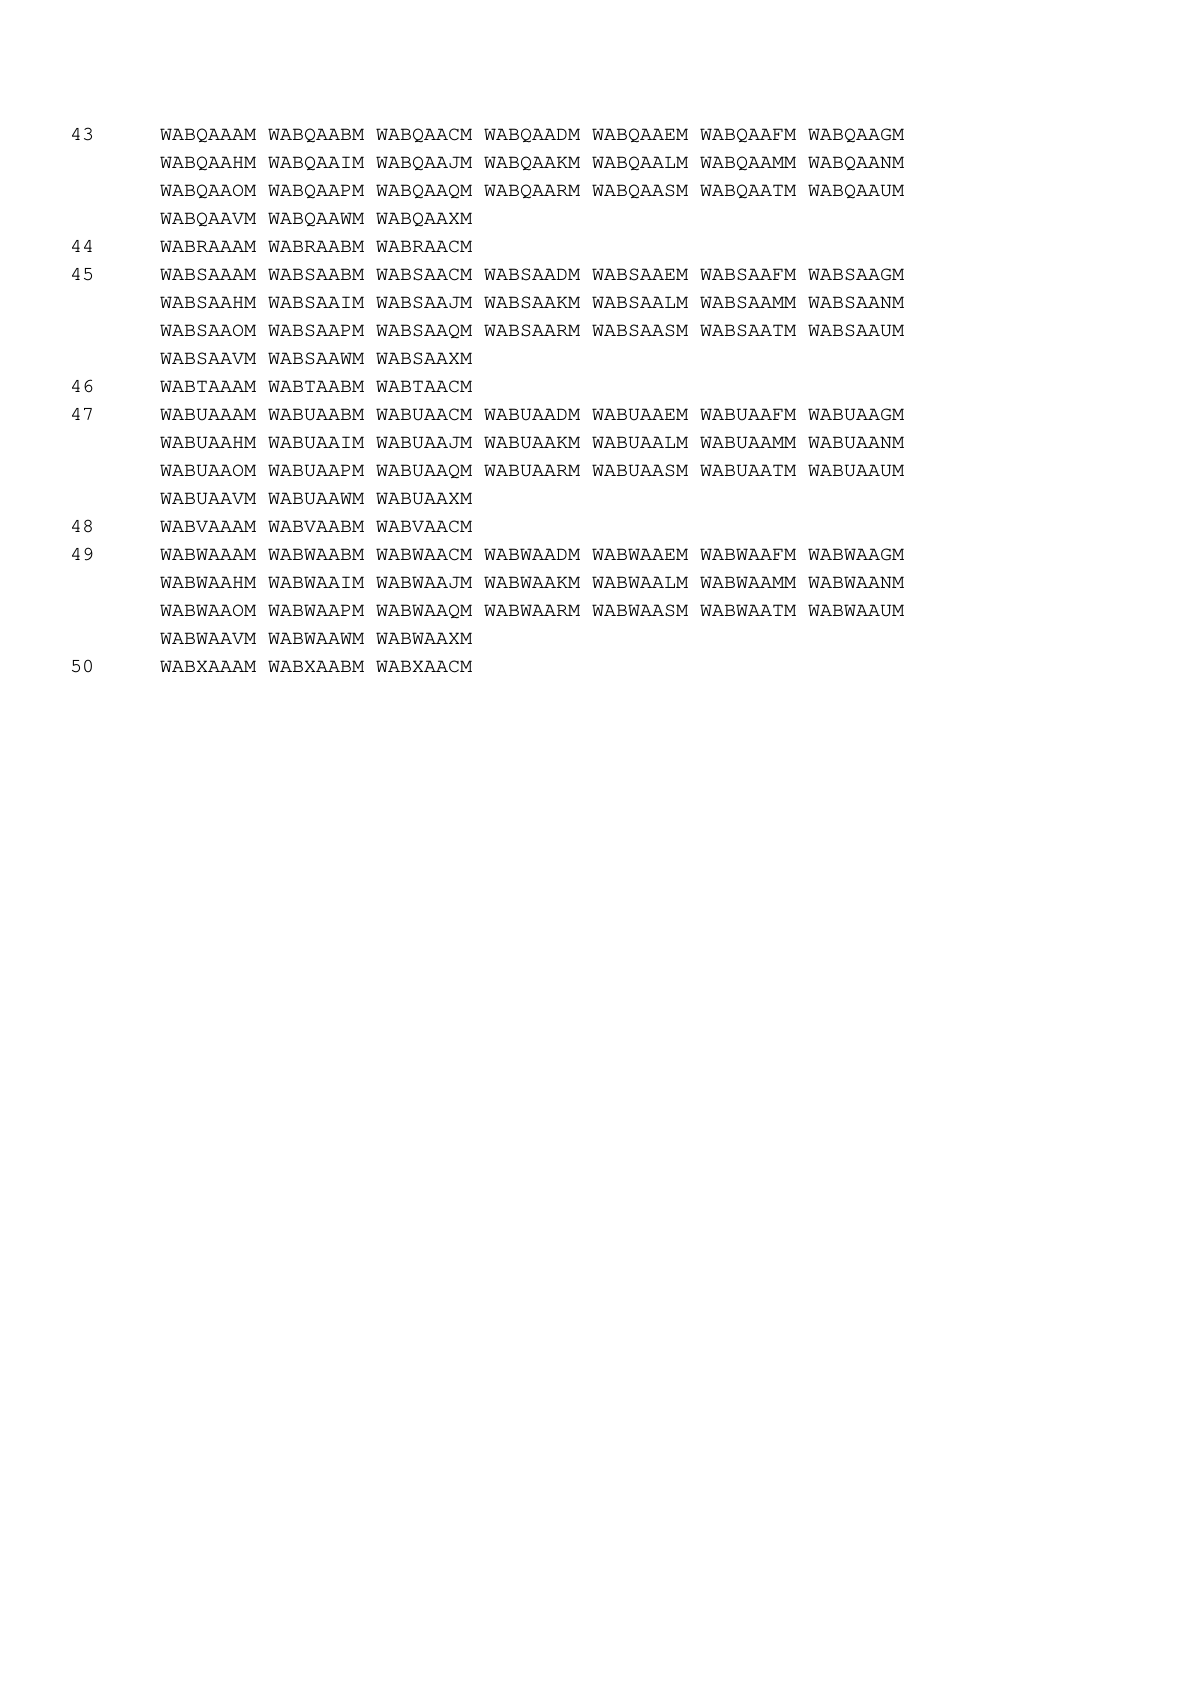 43 WABQAAAM WABQAABM WABQAACM WABQAADM WABQAAEM WABQAAFM WABQAAGM
WABQAAHM WABQAAIM WABQAAJM WABQAAKM WABQAALM WABQAAMM WABQAANM
WABQAAOM WABQAAPM WABQAAQM WABQAARM WABQAASM WABQAATM WABQAAUM
WABQAAVM WABQAAWM WABQAAXM
44 WABRAAAM WABRAABM WABRAACM
45 WABSAAAM WABSAABM WABSAACM WABSAADM WABSAAEM WABSAAFM WABSAAGM
WABSAAHM WABSAAIM WABSAAJM WABSAAKM WABSAALM WABSAAMM WABSAANM
WABSAAOM WABSAAPM WABSAAQM WABSAARM WABSAASM WABSAATM WABSAAUM
WABSAAVM WABSAAWM WABSAAXM
46 WABTAAAM WABTAABM WABTAACM
47 WABUAAAM WABUAABM WABUAACM WABUAADM WABUAAEM WABUAAFM WABUAAGM
WABUAAHM WABUAAIM WABUAAJM WABUAAKM WABUAALM WABUAAMM WABUAANM
WABUAAOM WABUAAPM WABUAAQM WABUAARM WABUAASM WABUAATM WABUAAUM
WABUAAVM WABUAAWM WABUAAXM
48 WABVAAAM WABVAABM WABVAACM
49 WABWAAAM WABWAABM WABWAACM WABWAADM WABWAAEM WABWAAFM WABWAAGM
WABWAAHM WABWAAIM WABWAAJM WABWAAKM WABWAALM WABWAAMM WABWAANM
WABWAAOM WABWAAPM WABWAAQM WABWAARM WABWAASM WABWAATM WABWAAUM
WABWAAVM WABWAAWM WABWAAXM
50 WABXAAAM WABXAABM WABXAACM